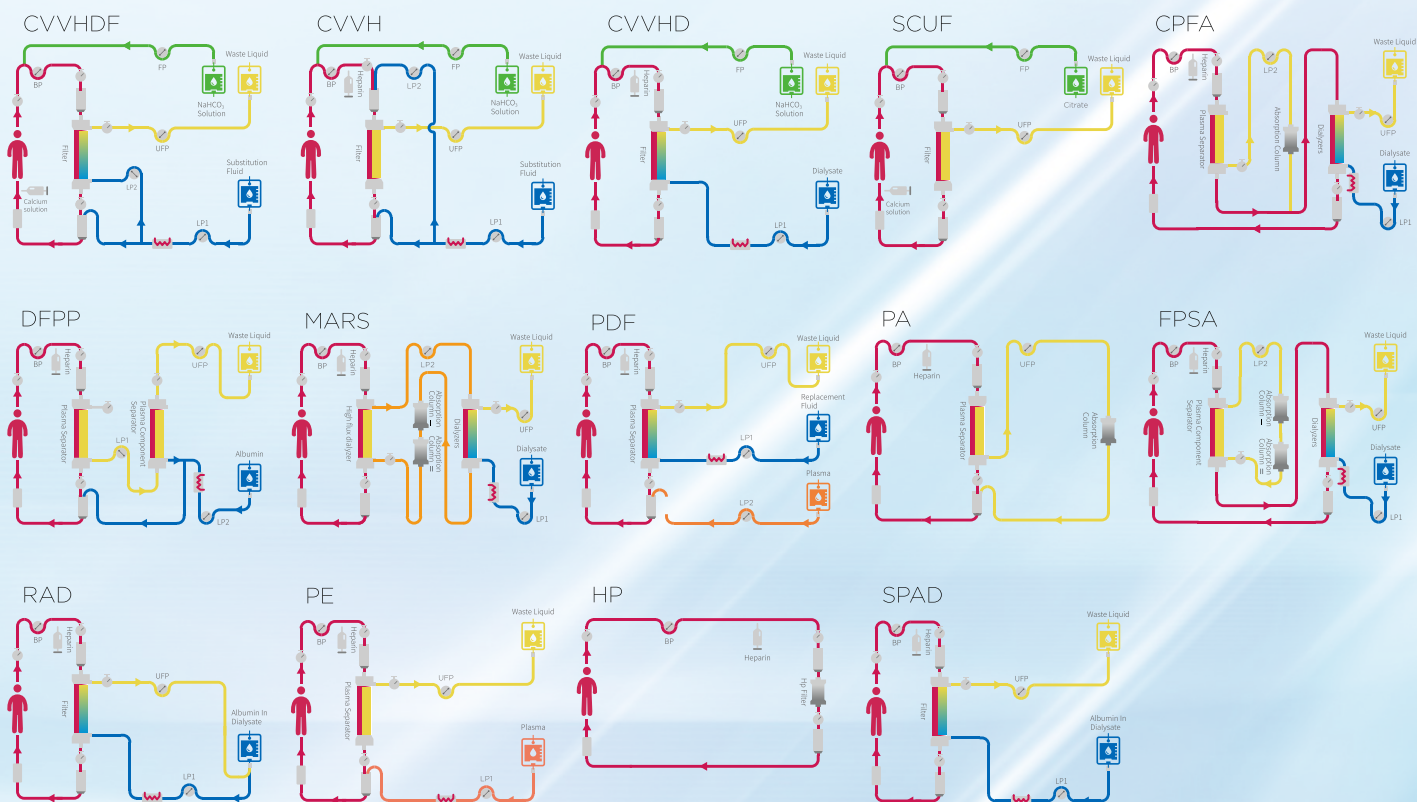 CVVHDF
FP
Waste Liquid
BP
NaHCO₃
Solution
UFP
Filter
LP2
Substitution
Fluid
Calcium
solution
LP1
CVVH
FP
Waste Liquid
BP
Heparin
LP2
NaHCO₃
Solution
UFP
Filter
Substitution
Fluid
LP1
CVVHD
FP
Waste Liquid
BP
Heparin
NaHCO₃
Solution
UFP
Filter
Dialysate
LP1
SCUF
FP
Waste Liquid
BP
Citrate
UFP
Filter
Calcium
solution
CPFA
Waste Liquid
BP
Heparin
LP2
Plasma Separator
Absorption Column
Dialyzers
UFP
Dialysate
LP1
DFPP
Waste Liquid
BP
Heparin
UFP
Plasma Separator
LP1
Plasma Component
Separator
Albumin
LP2
MARS
Waste Liquid
BP
Heparin
LP2
High flux dialyzer
Absorption
Column I
Absorption
Column II
Dialyzers
UFP
Dialysate
LP1
PDF
Waste Liquid
BP
Heparin
UFP
Plasma Separator
Replacement
Fluid
LP1
Plasma
LP2
PA
BP
Heparin
UFP
Plasma Separator
Absorption
Column
FPSA
Waste Liquid
BP
Heparin
LP2
Plasma Component
Separator
Absorption
Column I
Absorption
Column II
Dialyzers
UFP
Dialysate
LP1
RAD
BP
Heparin
UFP
Filter
Albumin In
Dialysate
LP1
PE
Waste Liquid
BP
Heparin
UFP
Plasma Separator
Plasma
LP1
HP
BP
Heparin
Hp Filter
SPAD
Waste Liquid
BP
Heparin
UFP
Filter
Albumin In
Dialysate
LP1